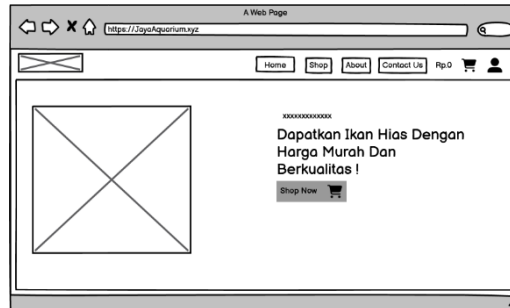 A Web Page
https://JayaAquarium.xyz
Home Shop About Contact Us Rp.0
xxxxxxxxxxxxx
Dapatkan Ikan Hias Dengan
Harga Murah Dan
Berkualitas !
Shop Now